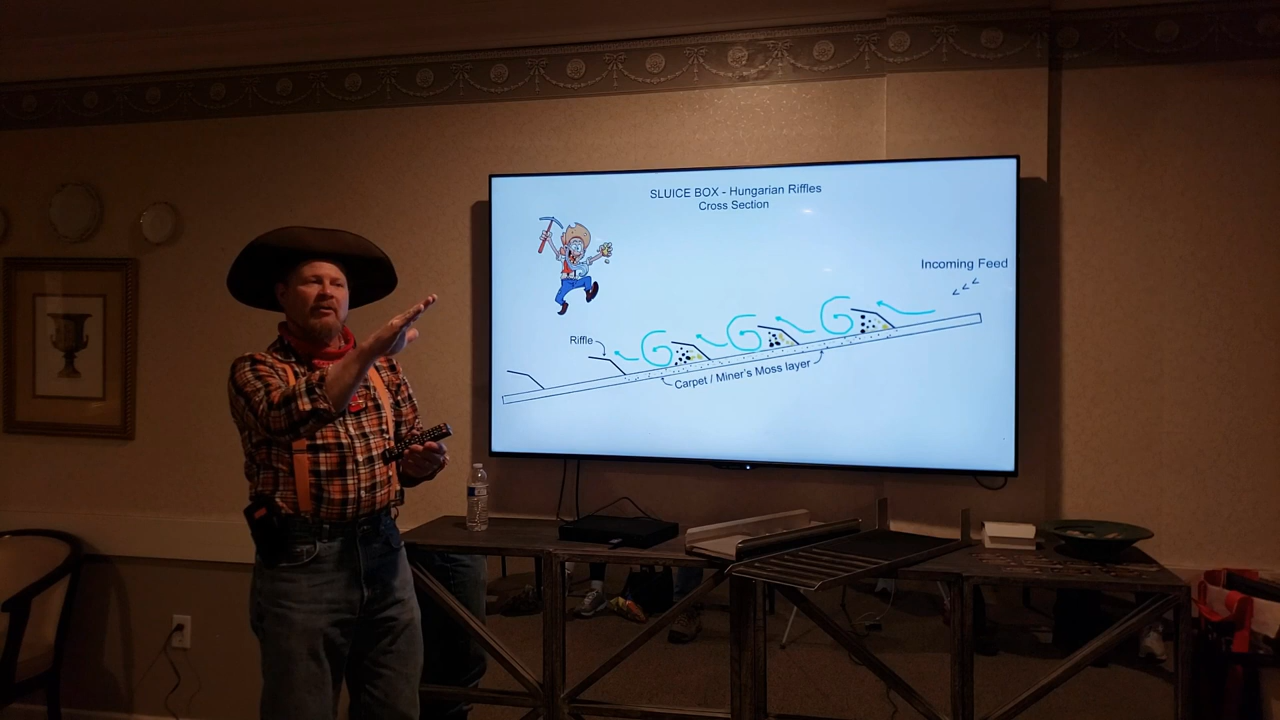 SLUICE BOX - Hungarian Riffles
Cross Section
Incoming Feed
Riffle
Carpet / Miner's Moss layer